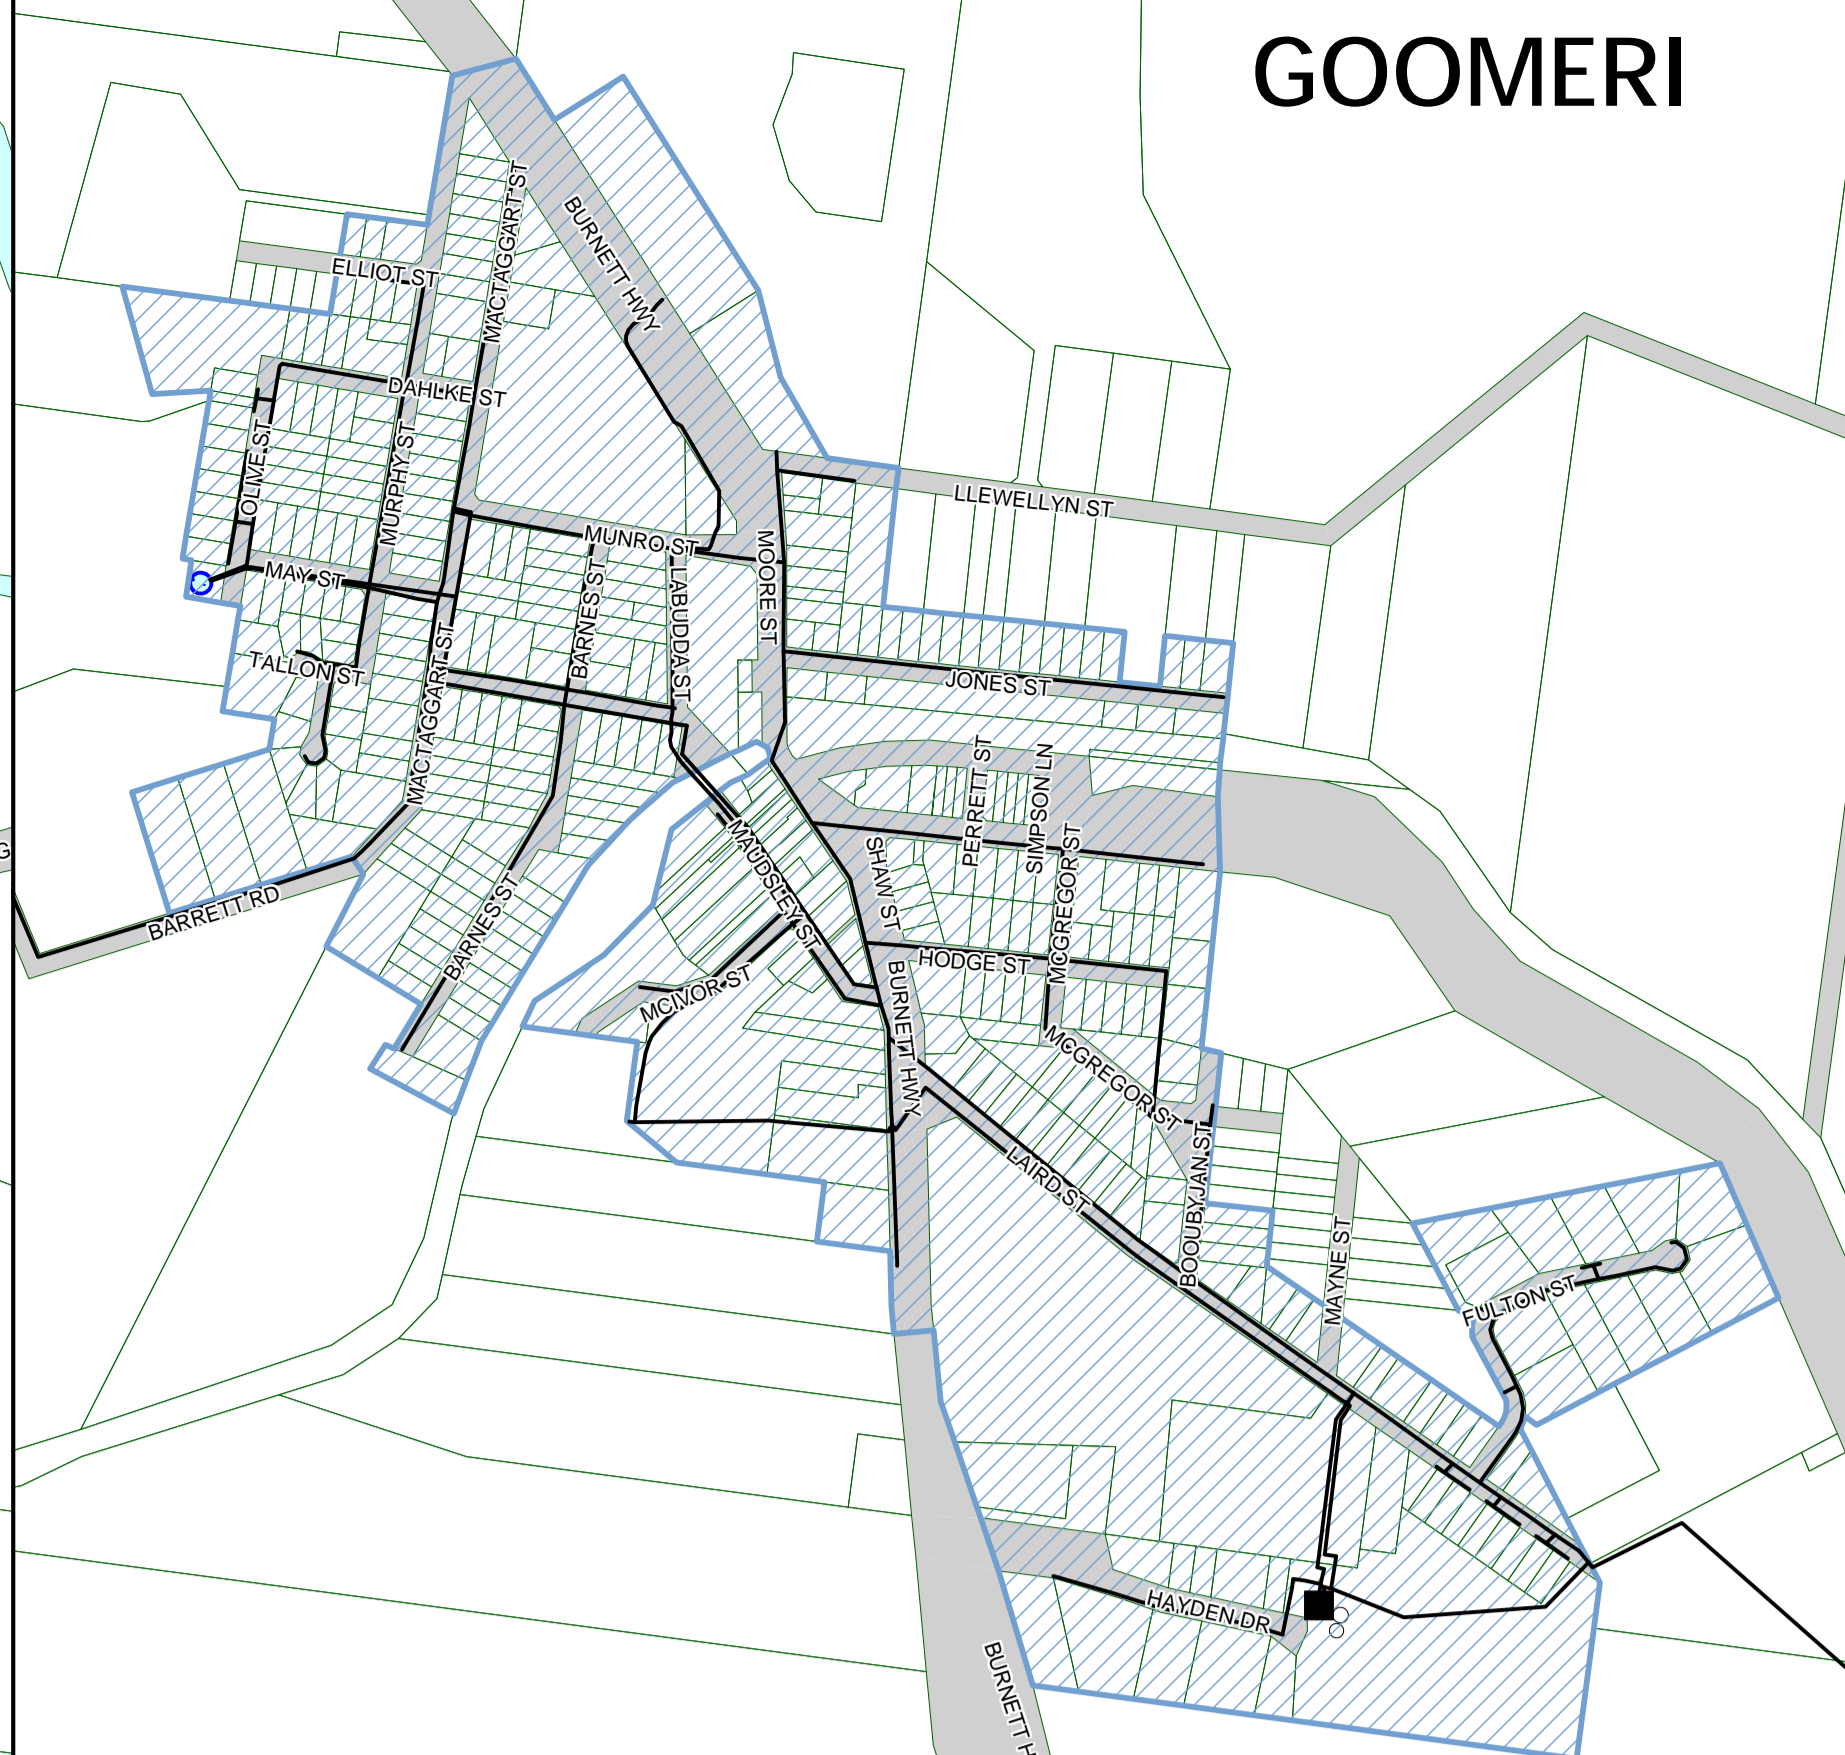 GOOMERI
MACTAGGART ST
BURNETT HWY
ELLIOT ST
DAHLKE ST
OLIVE ST
MURPHY ST
LLEWELLYN ST
MUNRO ST
MOORE ST
MAY ST
BARNES ST
LABUDDA ST
TALLON ST
MACTAGGART ST
JONES ST
PERRETT ST
SIMPSON LN
MCGREGOR ST
MAUDSLEY ST
SHAW ST
BARRETT RD
BARNES ST
HODGE ST
MCIVOR ST
BURNETT HWY
MCGREGOR ST
LAIRD ST
BOOUBYJAN ST
MAYNE ST
FULTON ST
HAYDEN DR
BURNETT H